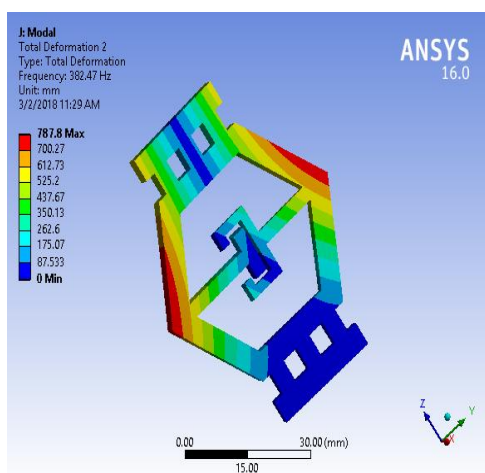 J: Modal
Total Deformation 2
Type: Total Deformation
Frequency: 382.47 Hz
Unit: mm
3/2/2018 11:29 AM
787.8 Max
700.27
612.73
525.2
437.67
350.13
262.6
175.07
87.533
0 Min
ANSYS
16.0
0.00
30.00 (mm)
15.00
Z
Y
X